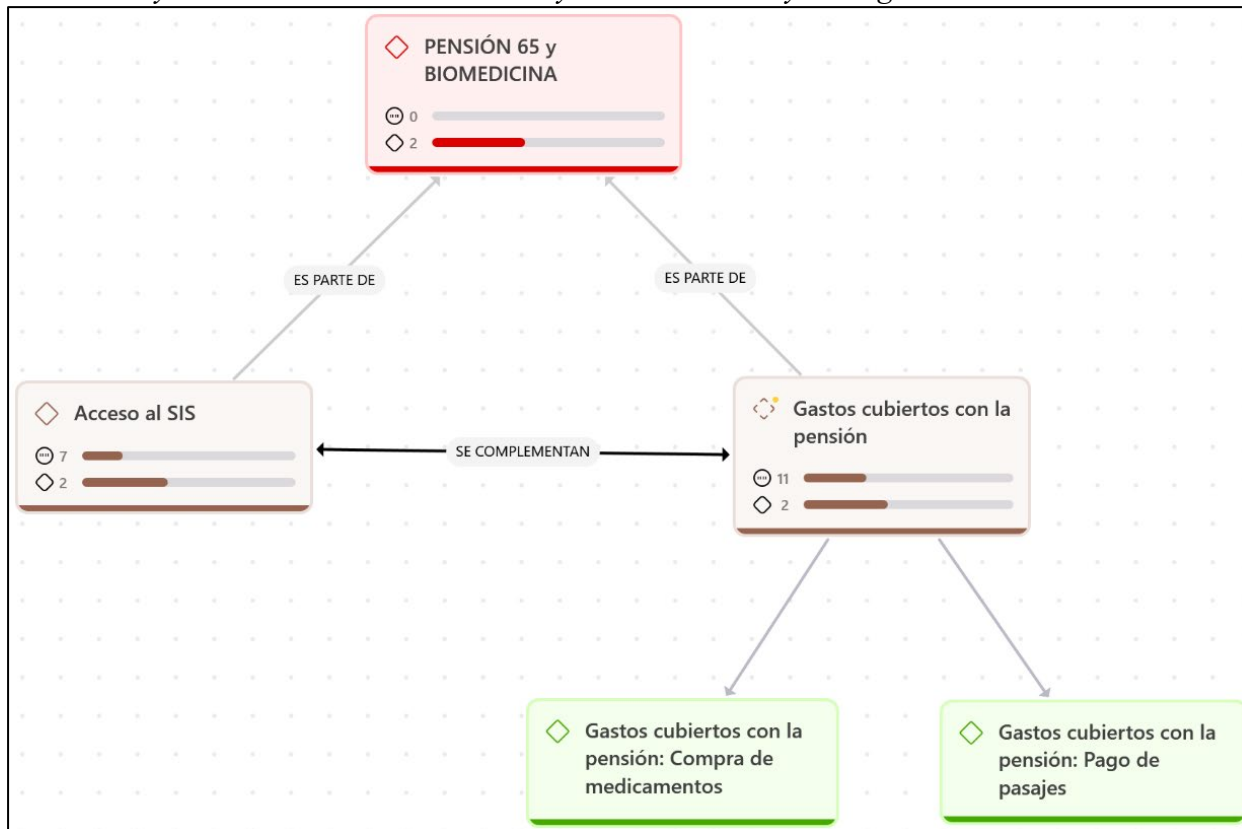 PENSIÓN 65 y
BIOMEDICINA
0
2
ES PARTE DE
ES PARTE DE
Acceso al SIS
7
2
SE COMPLEMENTAN
Gastos cubiertos con la
pensión
11
2
Gastos cubiertos con la
pensión: Compra de
medicamentos
Gastos cubiertos con la
pensión: Pago de
pasajes